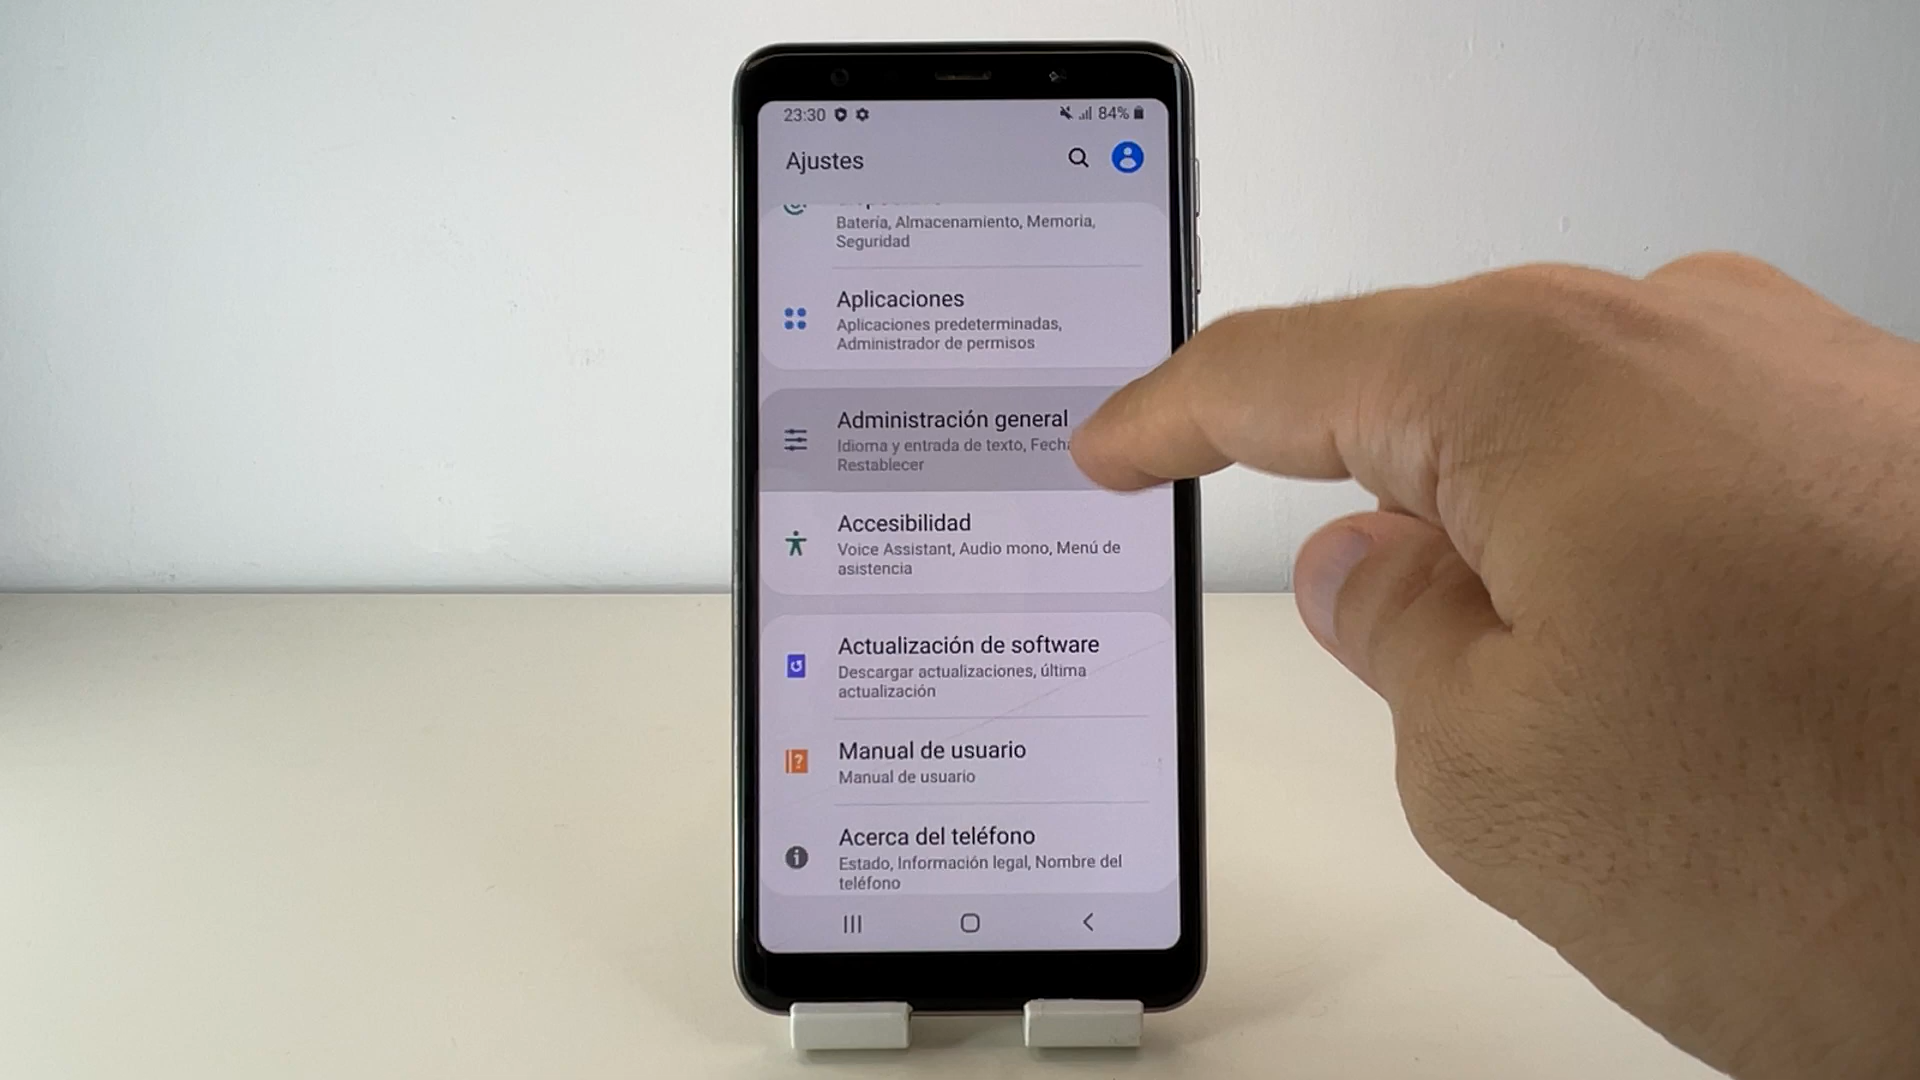 23:30
84%
Ajustes
Batería, Almacenamiento, Memoria,
Seguridad
Aplicaciones
Aplicaciones predeterminadas,
Administrador de permisos
Administración general
Idioma y entrada de texto, Fecha
Restablecer
Accesibilidad
Voice Assistant, Audio mono, Menú de
asistencia
Actualización de software
Descargar actualizaciones, última
actualización
Manual de usuario
Manual de usuario
Acerca del teléfono
Estado, Información legal, Nombre del
teléfono